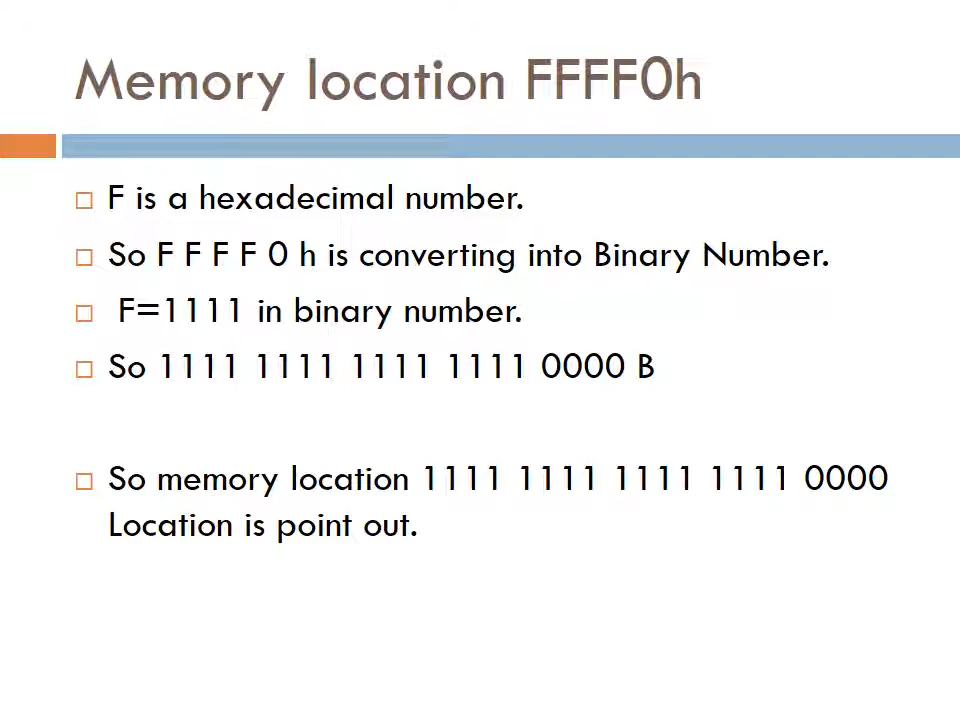 Memory location FFFF0h
F is a hexadecimal number.
So F F F F 0 h is converting into Binary Number.
F=1111 in binary number.
So 1111 1111 1111 1111 0000 B
So memory location 1111 1111 1111 1111 0000
Location is point out.